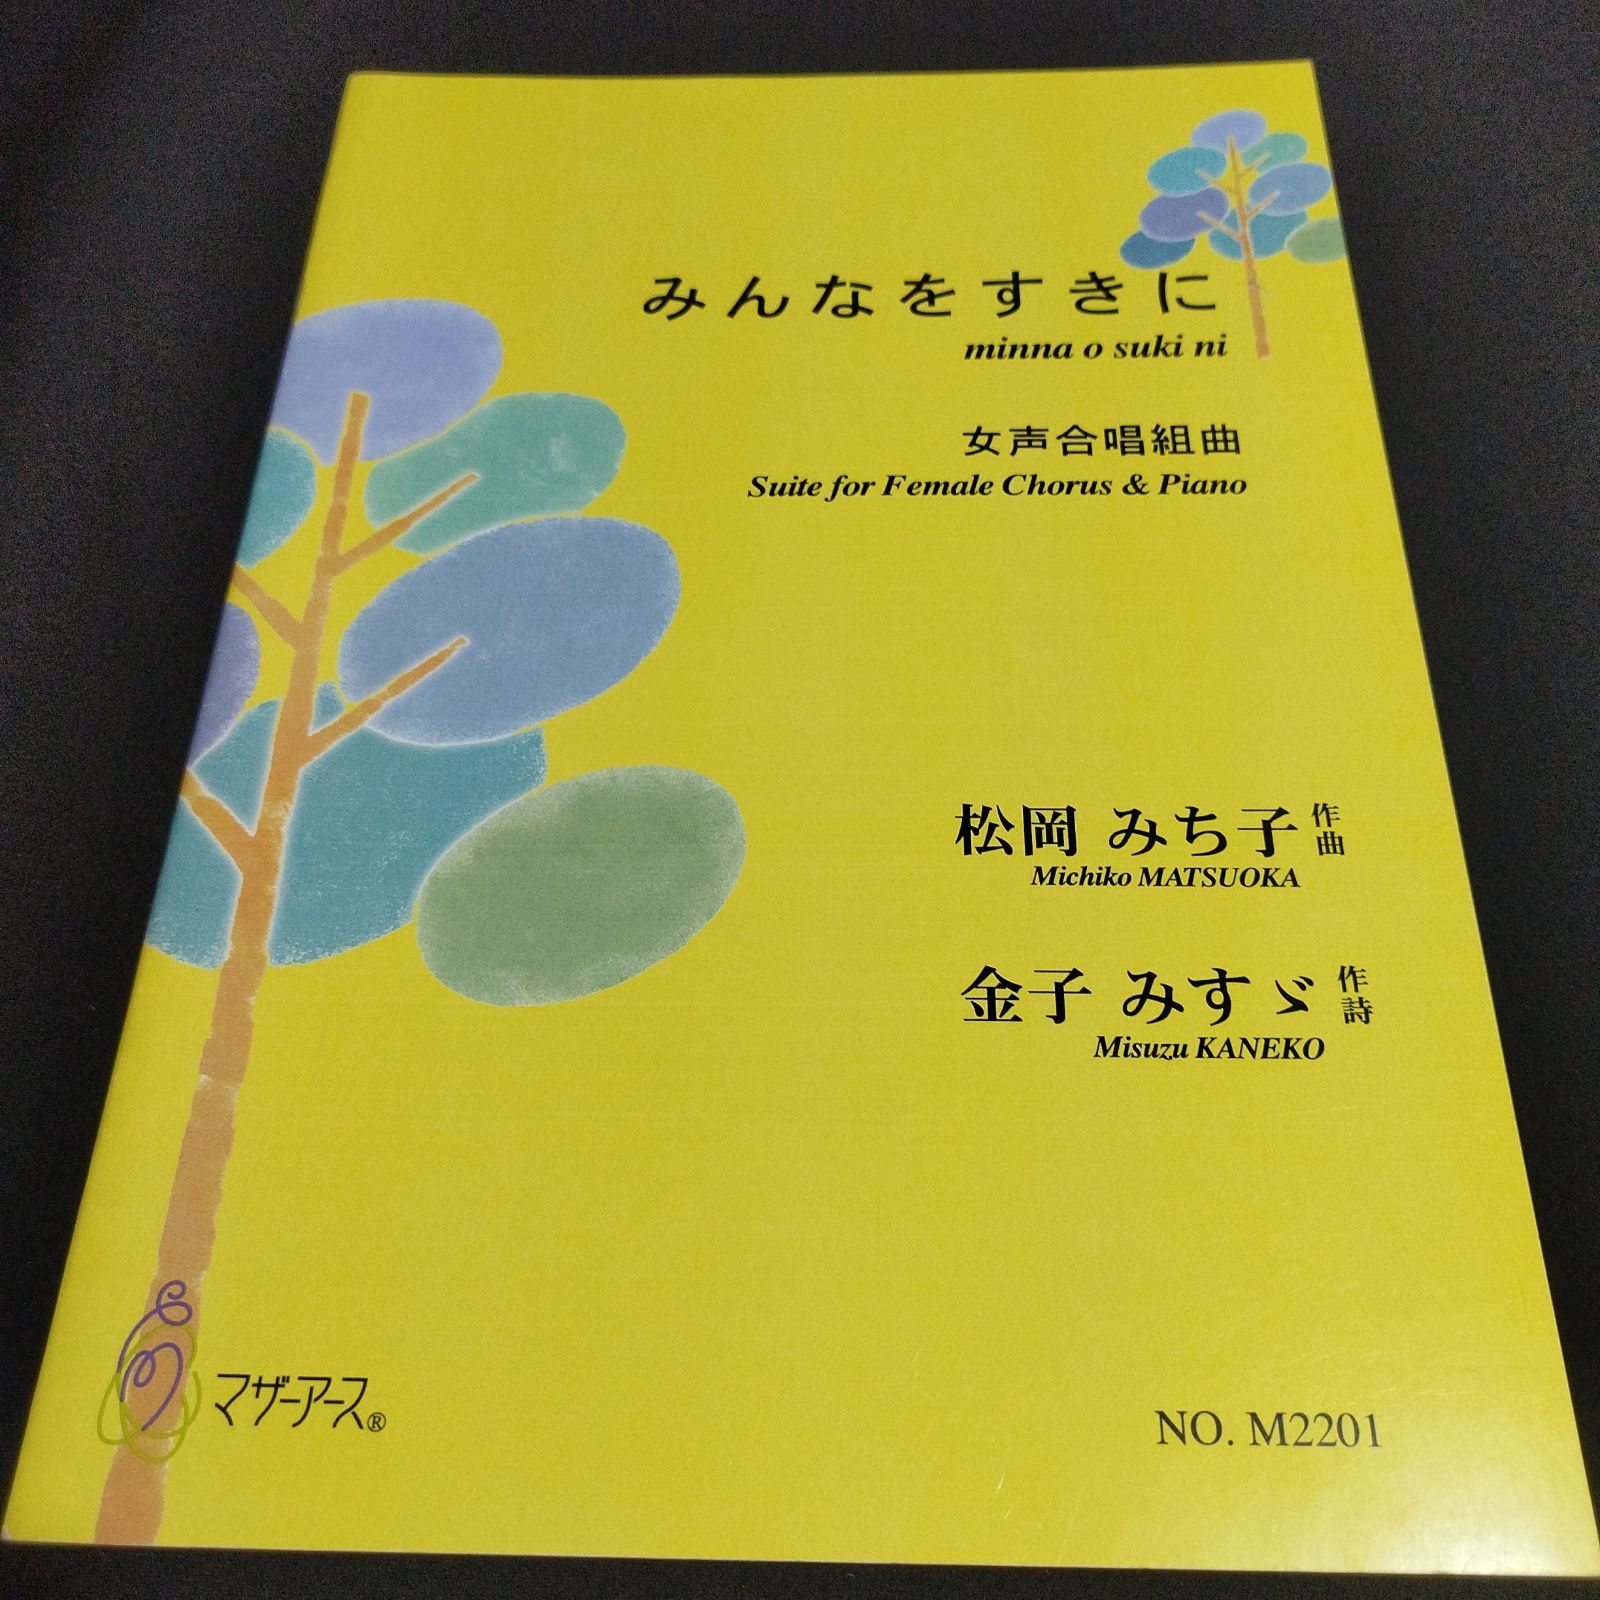 みんなをすきに
minna o suki ni
女声合唱組曲
Suite for Female Chorus & Piano
松岡 みち子 作曲
Michiko MATSUOKA
金子 みすゞ 作詩
Misuzu KANEKO
マザーアース®
NO. M2201